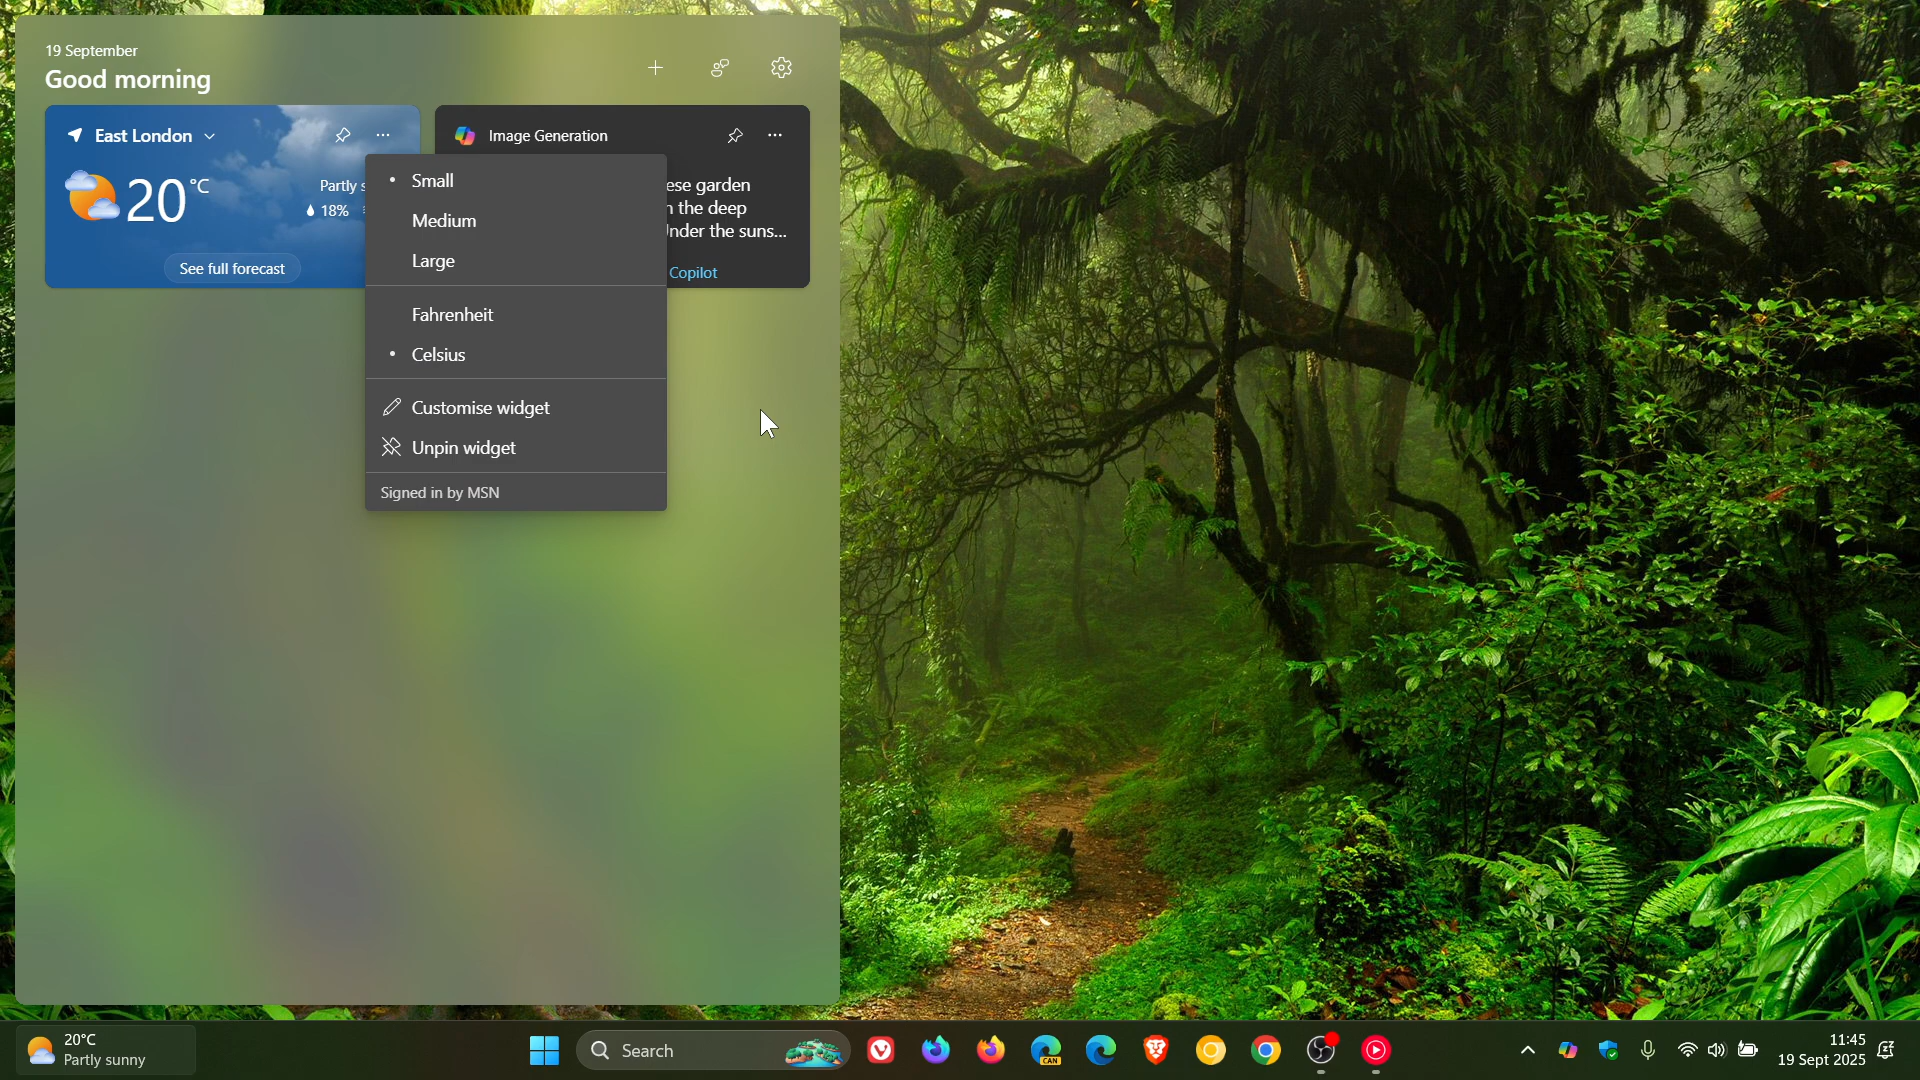 19 September
Good morning
East London
20 °C
Partly s
18%
See full forecast
Image Generation
ese garden
the deep
nder the suns...
Copilot
Small
Medium
Large
Fahrenheit
Celsius
Customise widget
Unpin widget
Signed in by MSN
20°C
Partly sunny
Search
CAN
11:45
19 Sept 2025